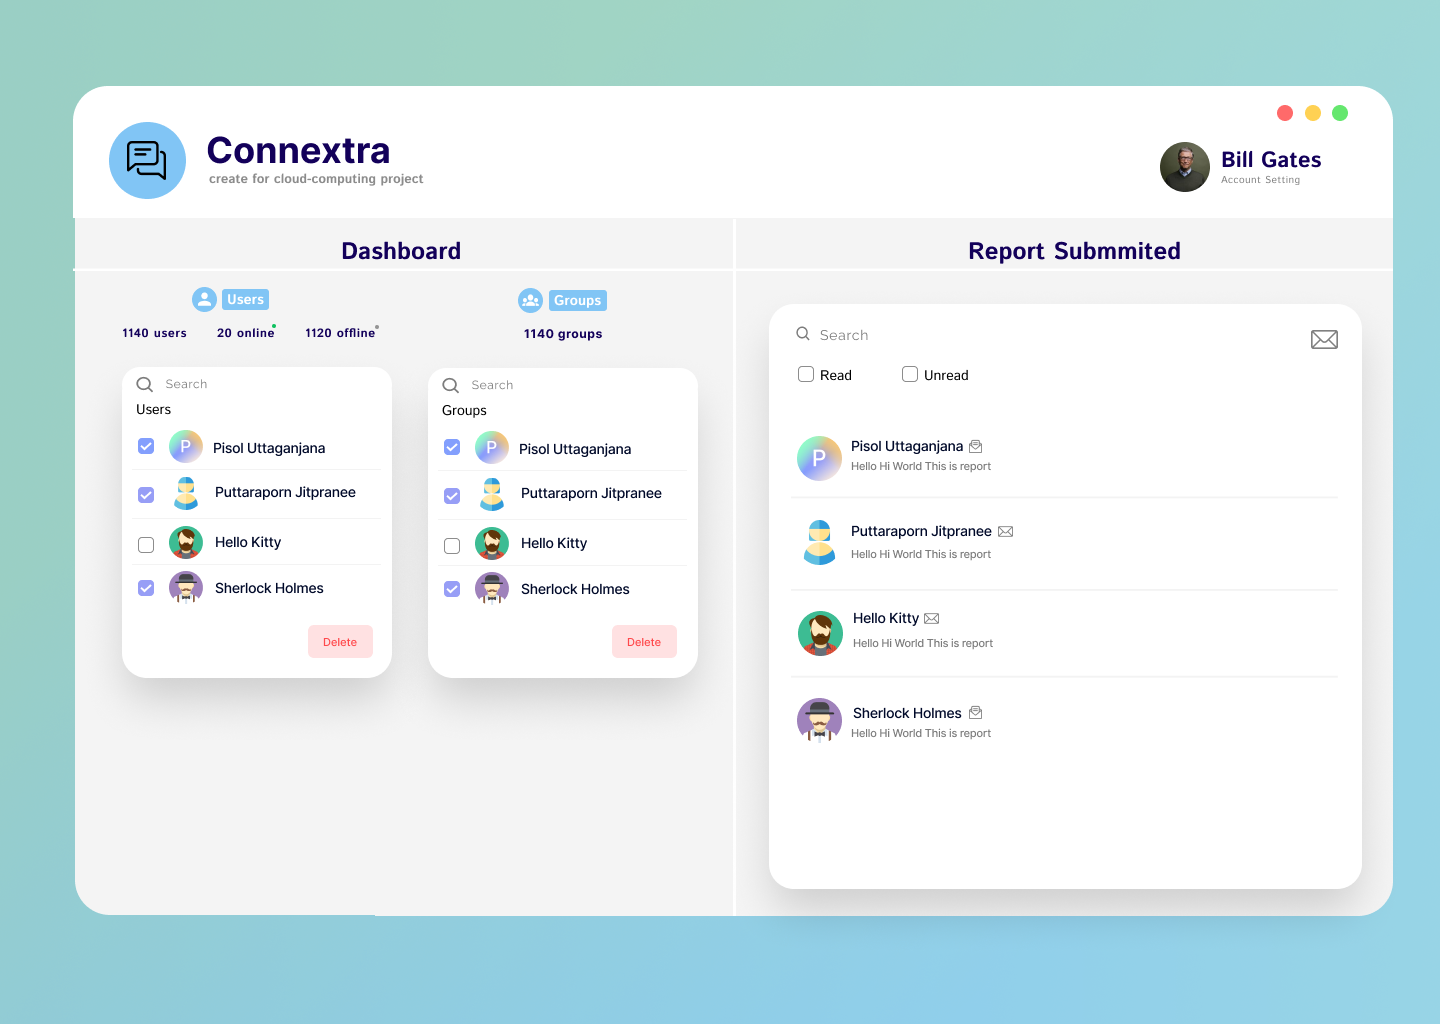 Connextra
create for cloud-computing project
Bill Gates
Account Setting
Dashboard
Report Submmited
Users
Groups
1140 users
20 online
1120 offline
1140 groups
Search
Users
P
Pisol Uttaganjana
Puttaraporn Jitpranee
Hello Kitty
Sherlock Holmes
Delete
Search
Groups
P
Pisol Uttaganjana
Puttaraporn Jitpranee
Hello Kitty
Sherlock Holmes
Delete
Search
Read
Unread
P
Pisol Uttaganjana
Hello Hi World This is report
Puttaraporn Jitpranee
Hello Hi World This is report
Hello Kitty
Hello Hi World This is report
Sherlock Holmes
Hello Hi World This is report